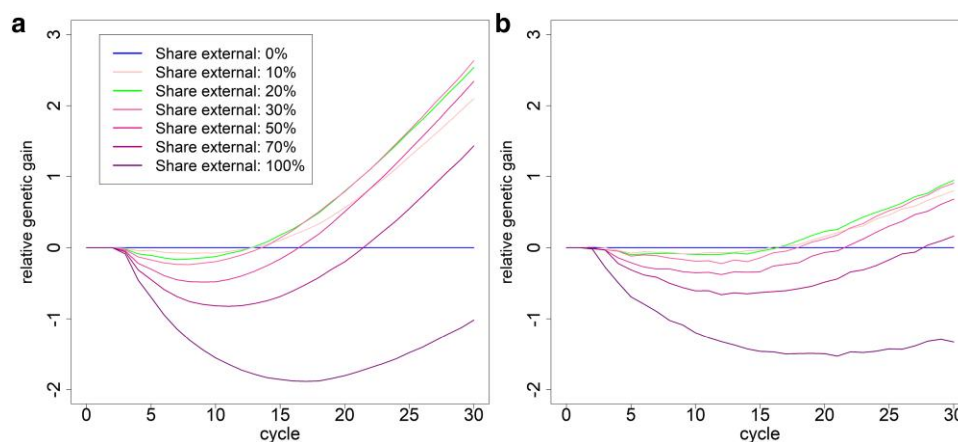 a
b
3
2
1
0
-1
-2
relative genetic gain
Share external: 0%
Share external: 10%
Share external: 20%
Share external: 30%
Share external: 50%
Share external: 70%
Share external: 100%
0 5 10 15 20 25 30
cycle
3
2
1
0
-1
-2
relative genetic gain
0 5 10 15 20 25 30
cycle